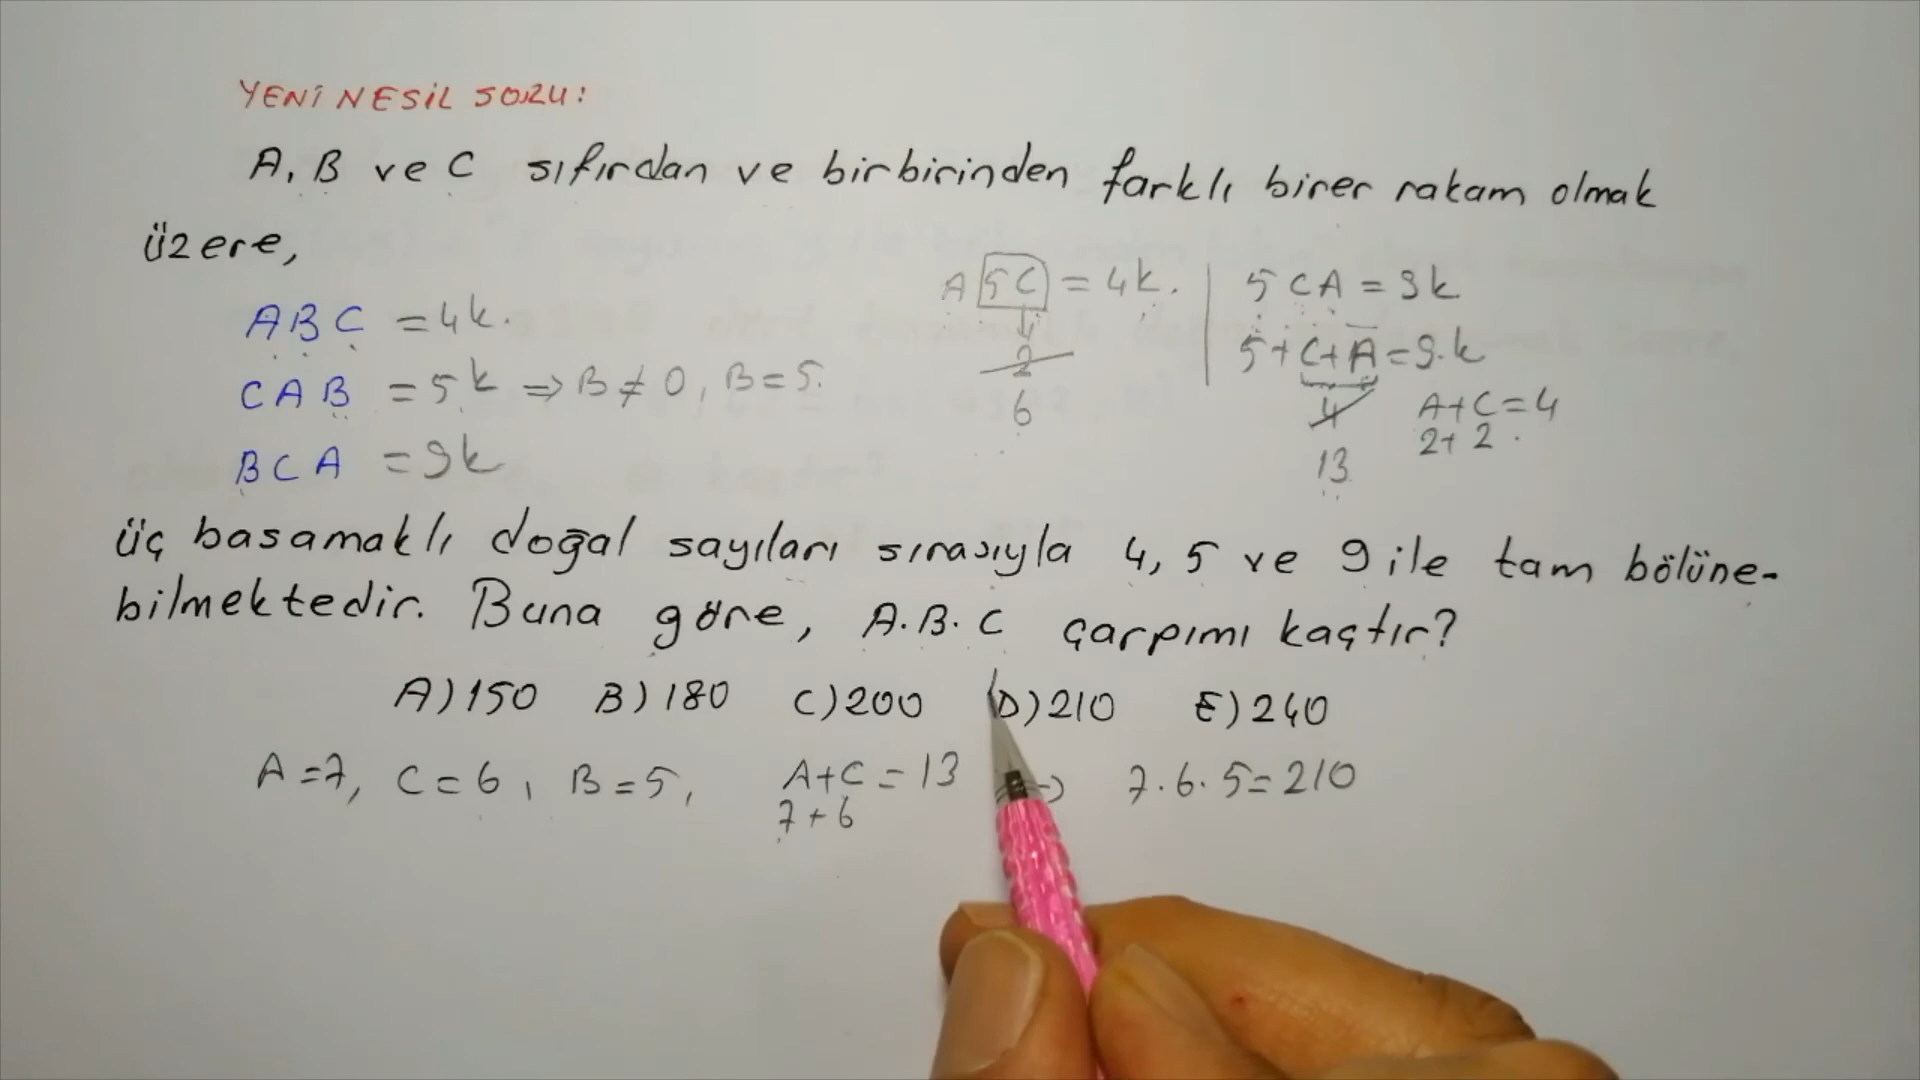 YENİ NESİL SORU:
A, B ve C sıfırdan ve birbirinden farklı birer rakam olmak
üzere,
ABC = 4k.
CAB = 5k ⇒ B ≠ 0, B = 5.
BCA = 9k
A5C = 4k.
2
6
5CA = 9k
5+C+A = 9.k
4
13
A+C = 4
2+2.
üç basamaklı doğal sayıları sırasıyla 4, 5 ve 9 ile tam bölüne-
bilmektedir. Buna göre, A.B.C çarpımı kaçtır?
A) 150 B) 180 C) 200 D) 210 E) 240
A = 7, C = 6, B = 5, A+C = 13 ⇒ 7.6.5 = 210
7+6